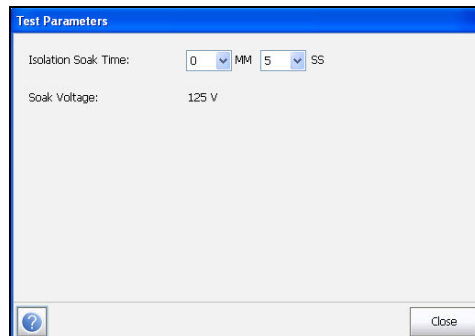 Test Parameters
Isolation Soak Time: 0 MM 5 SS
Soak Voltage: 125 V
?
Close